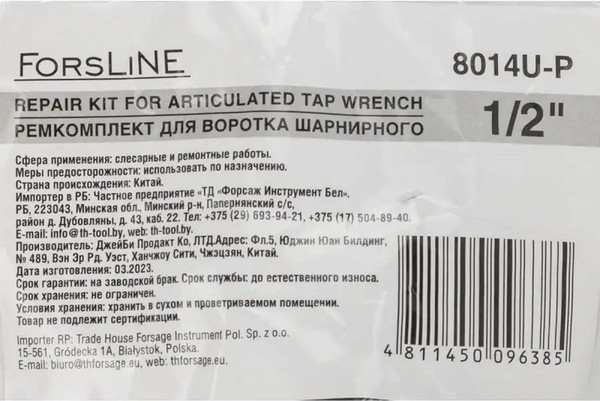 FORSLINE
8014U-P
REPAIR KIT FOR ARTICULATED TAP WRENCH
РЕМКОМПЛЕКТ ДЛЯ ВОРОТКА ШАРНИРНОГО
1/2"
Сфера применения: слесарные и ремонтные работы.
Меры предосторожности: использовать по назначению.
Страна происхождения: Китай.
Импортер в РБ: Частное предприятие «ТД «Форсаж Инструмент Бел».
РБ, 223043, Минская обл., Минский р-н, Папернянский с/с,
район д. Дубовляны, д. 43, каб. 22. Тел: +375 (29) 693-94-21, +375 (17) 504-89-40.
E-mail: info@th-tool.by, web: th-tool.by.
Производитель: Джейби Продакт Ко, ЛТД.Адрес: Фл.5, Юджин Юан Билдинг,
№ 489, Вэн Эр Рд. Уэст, Ханчжоу Сити, Чжэцзян, Китай.
Дата изготовления: 03.2023.
Срок гарантии: на заводской брак. Срок службы: до естественного износа.
Срок хранения: не ограничен.
Условия хранения: хранить в сухом и проветриваемом помещении.
Товар не подлежит сертификации.
Importer RP: Trade House Forsage Instrument Pol. Sp. z o.o.
15-561, Gródecka 1A, Białystok, Polska.
E-mail: biuro@thforsage.eu, web: thforsage.eu
4 811450 096385